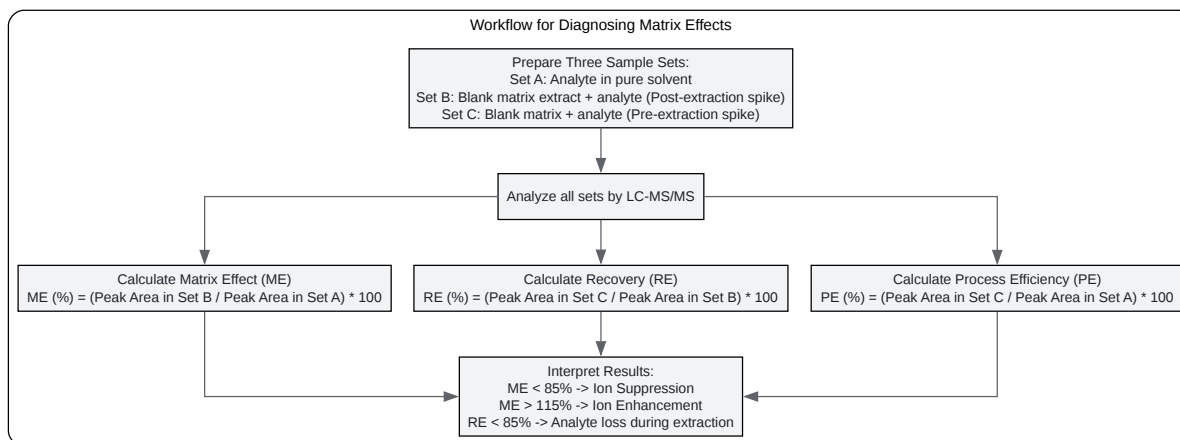 Workflow for Diagnosing Matrix Effects
Prepare Three Sample Sets:
Set A: Analyte in pure solvent
Set B: Blank matrix extract + analyte (Post-extraction spike)
Set C: Blank matrix + analyte (Pre-extraction spike)
Analyze all sets by LC-MS/MS
Calculate Matrix Effect (ME)
ME (%) = (Peak Area in Set B / Peak Area in Set A) * 100
Calculate Recovery (RE)
RE (%) = (Peak Area in Set C / Peak Area in Set B) * 100
Calculate Process Efficiency (PE)
PE (%) = (Peak Area in Set C / Peak Area in Set A) * 100
Interpret Results:
ME < 85% -> Ion Suppression
ME > 115% -> Ion Enhancement
RE < 85% -> Analyte loss during extraction